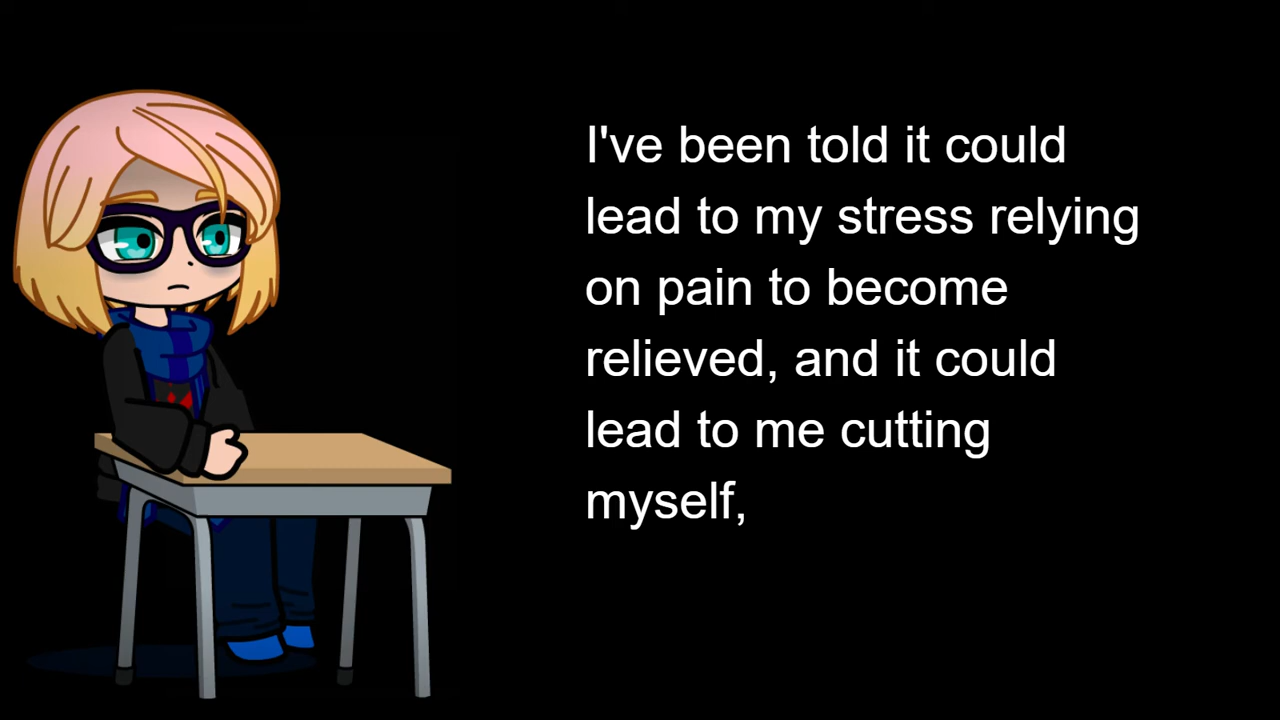 I've been told it could
lead to my stress relying
on pain to become
relieved, and it could
lead to me cutting
myself,